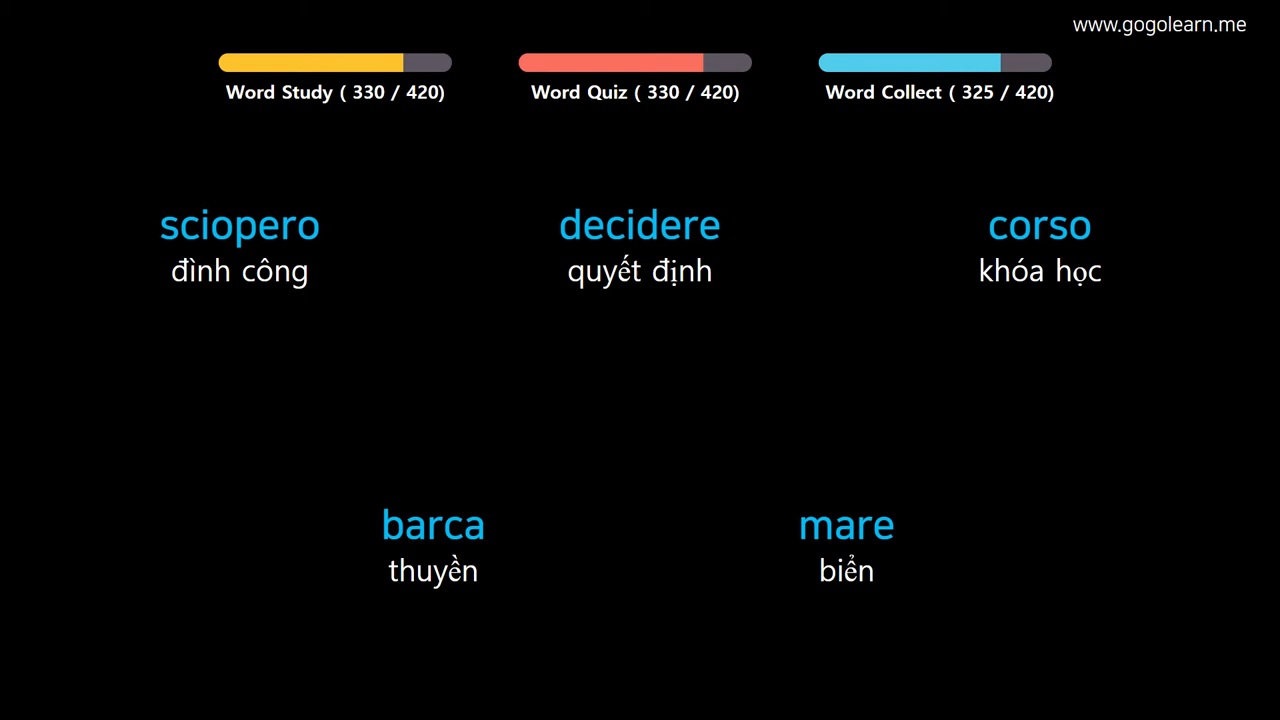 www.gogolearn.me
Word Study ( 330 / 420)
Word Quiz ( 330 / 420)
Word Collect ( 325 / 420)
sciopero
đình công
decidere
quyết định
corso
khóa học
barca
thuyền
mare
biển